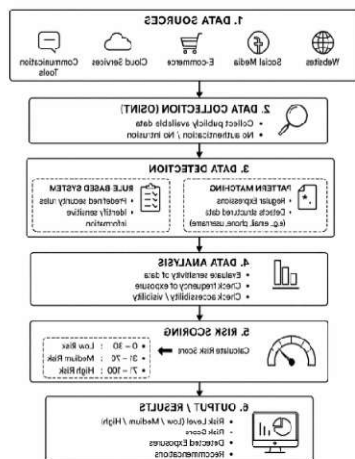 1. DATA SOURCES
Websites
Social Media
E-commerce
Cloud Services
Communication
Tools
2. DATA COLLECTION (OSINT)
• Collect publicly available data
• No authentication / No intrusion
3. DATA DETECTION
PATTERN MATCHING
• Regular Expressions
• Detects structured data
(e.g. email, phone, username)
RULE BASED SYSTEM
• Predefined security rules
• Identify sensitive
information
4. DATA ANALYSIS
• Evaluate sensitivity of data
• Check frequency of exposure
• Check accessibility / visibility
5. RISK SCORING
Calculate Risk Score
• 0 – 30 : Low Risk
• 31 – 70 : Medium Risk
• 71 – 100 : High Risk
6. OUTPUT / RESULTS
• Risk Level (Low / Medium / High)
• Risk Score
• Detected Exposures
• Recommendations